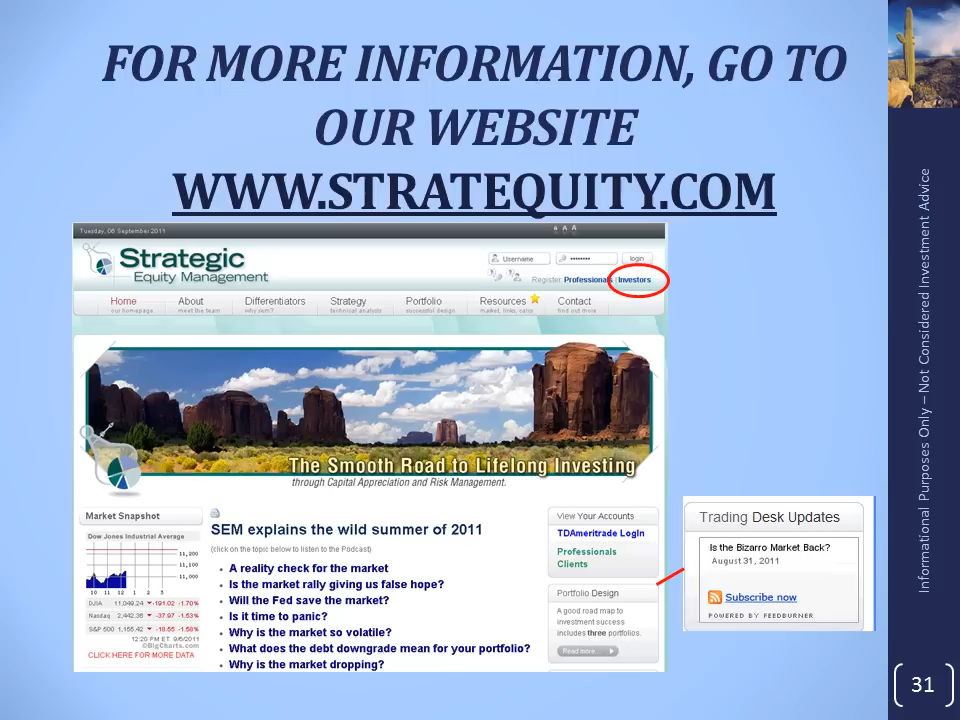 FOR MORE INFORMATION, GO TO
OUR WEBSITE
WWW.STRATEQUITY.COM
Tuesday, 06 September 2011
A A A
Strategic
Equity Management
Username
••••••••
login
Register Professionals | Investors
Home
our homepage
About
meet the team
Differentiators
why sem?
Strategy
technical analysis
Portfolio
successful design
Resources
market, links, calcs
Contact
find out more
The Smooth Road to Lifelong Investing
through Capital Appreciation and Risk Management.
Market Snapshot
Dow Jones Industrial Average
11,200
11,100
11,000
10 11 12 1 2 3
DJIA 11,049.24 -191.02 -1.70%
Nasdaq 2,442.36 -37.97 -1.53%
S&P 500 1,155.42 -18.55 -1.58%
12:20 PM ET 9/6/2011
©BigCharts.com
CLICK HERE FOR MORE DATA
SEM explains the wild summer of 2011
(click on the topic below to listen to the Podcast)
• A reality check for the market
• Is the market rally giving us false hope?
• Will the Fed save the market?
• Is it time to panic?
• Why is the market so volatile?
• What does the debt downgrade mean for your portfolio?
• Why is the market dropping?
View Your Accounts
TDAmeritrade LogIn
Professionals
Clients
Portfolio Design
A good road map to
investment success
includes three portfolios.
Read more...
Trading Desk Updates
Is the Bizarro Market Back?
August 31, 2011
Subscribe now
POWERED BY FEEDBURNER
Informational Purposes Only – Not Considered Investment Advice
31